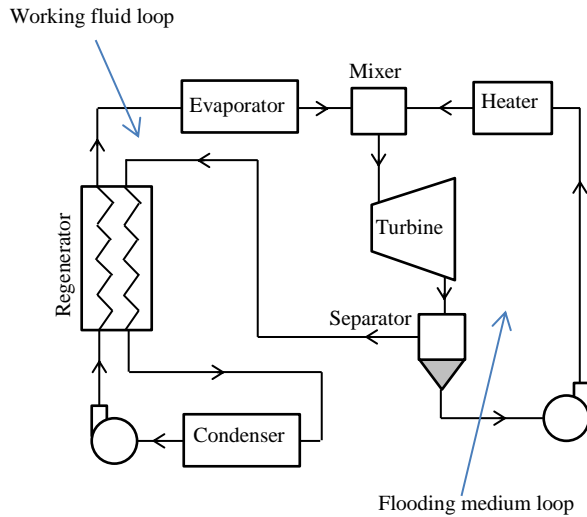 Working fluid loop
Mixer
Evaporator
Heater
Regenerator
Turbine
Separator
Condenser
Flooding medium loop